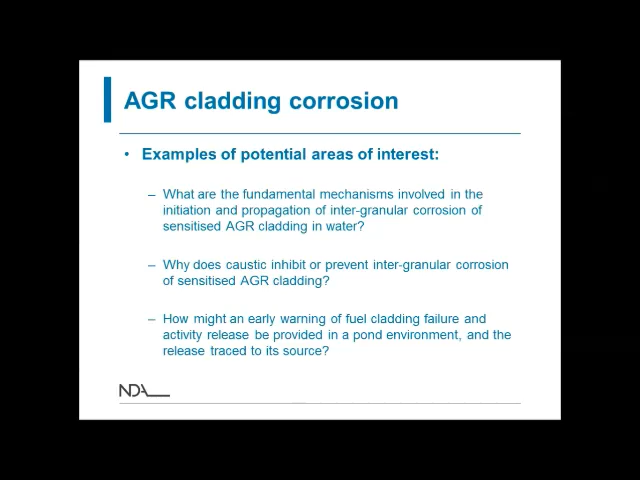 AGR cladding corrosion
• Examples of potential areas of interest:
– What are the fundamental mechanisms involved in the
initiation and propagation of inter-granular corrosion of
sensitised AGR cladding in water?
– Why does caustic inhibit or prevent inter-granular corrosion
of sensitised AGR cladding?
– How might an early warning of fuel cladding failure and
activity release be provided in a pond environment, and the
release traced to its source?
NDA